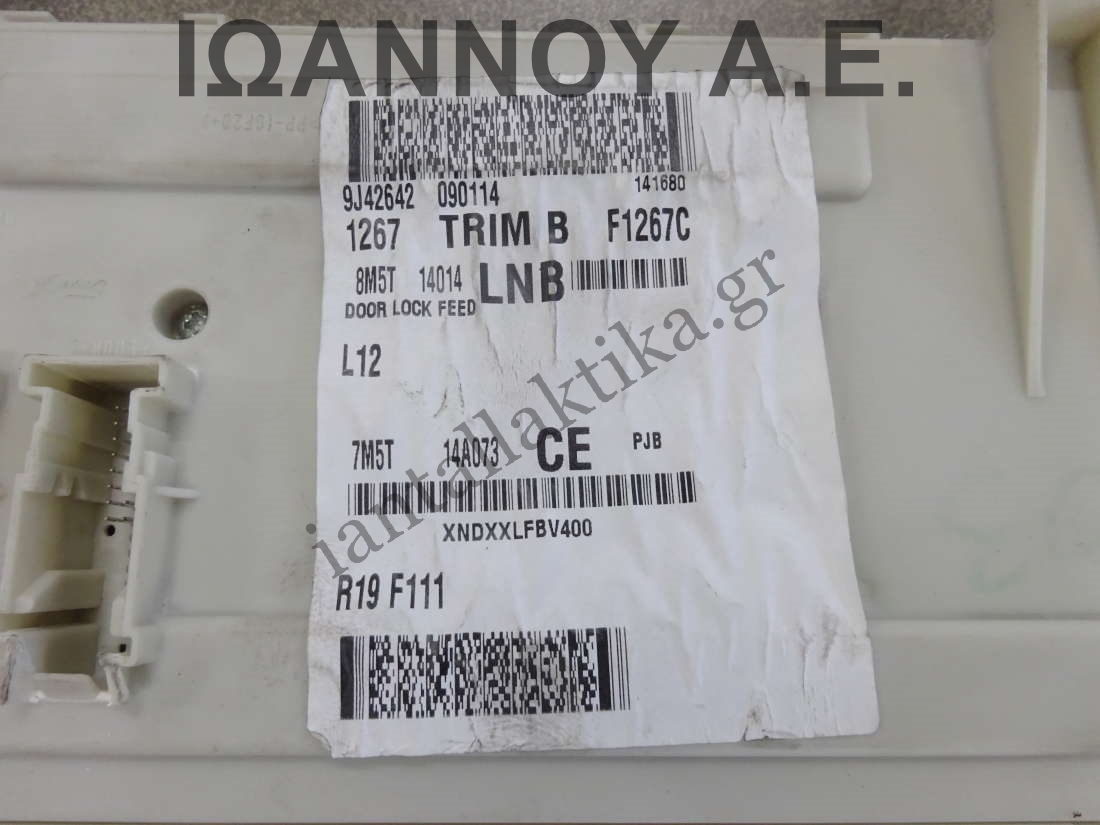 ΙΩΑΝΝΟΥ Α.Ε.
9J42642 090114 141680
1267 TRIM B F1267C
8M5T 14014 LNB
DOOR LOCK FEED
L12
7M5T 14A073 CE PJB
XNDXXLFBV400
R19 F111
iantallaktika.gr